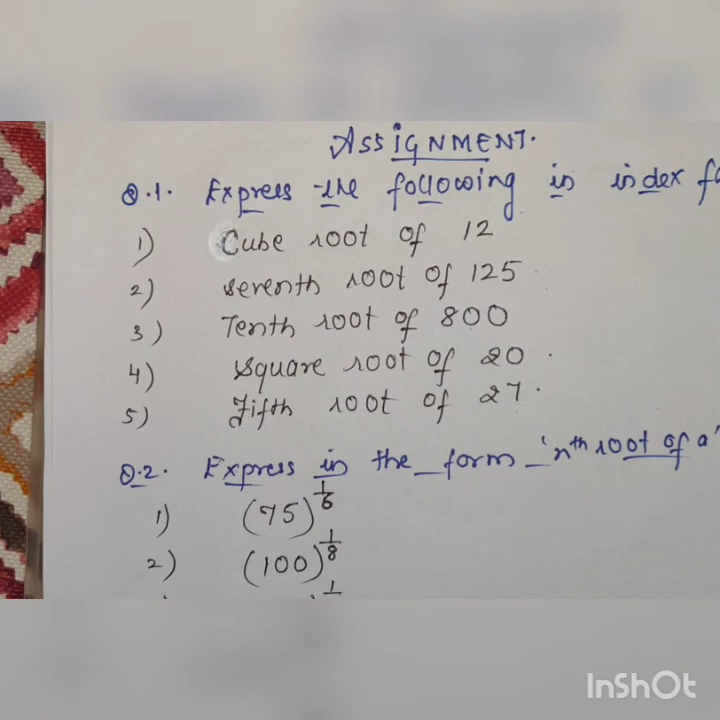 ASSIGNMENT.
Q.1. Express the following in index
1) Cube root of 12
2) Seventh root of 125
3) Tenth root of 800
4) Square root of 20.
5) Fifth root of 27.
Q.2. Express in the form 'nth root of a'
1) (75)^1/6
2) (100)^1/8
InShOt